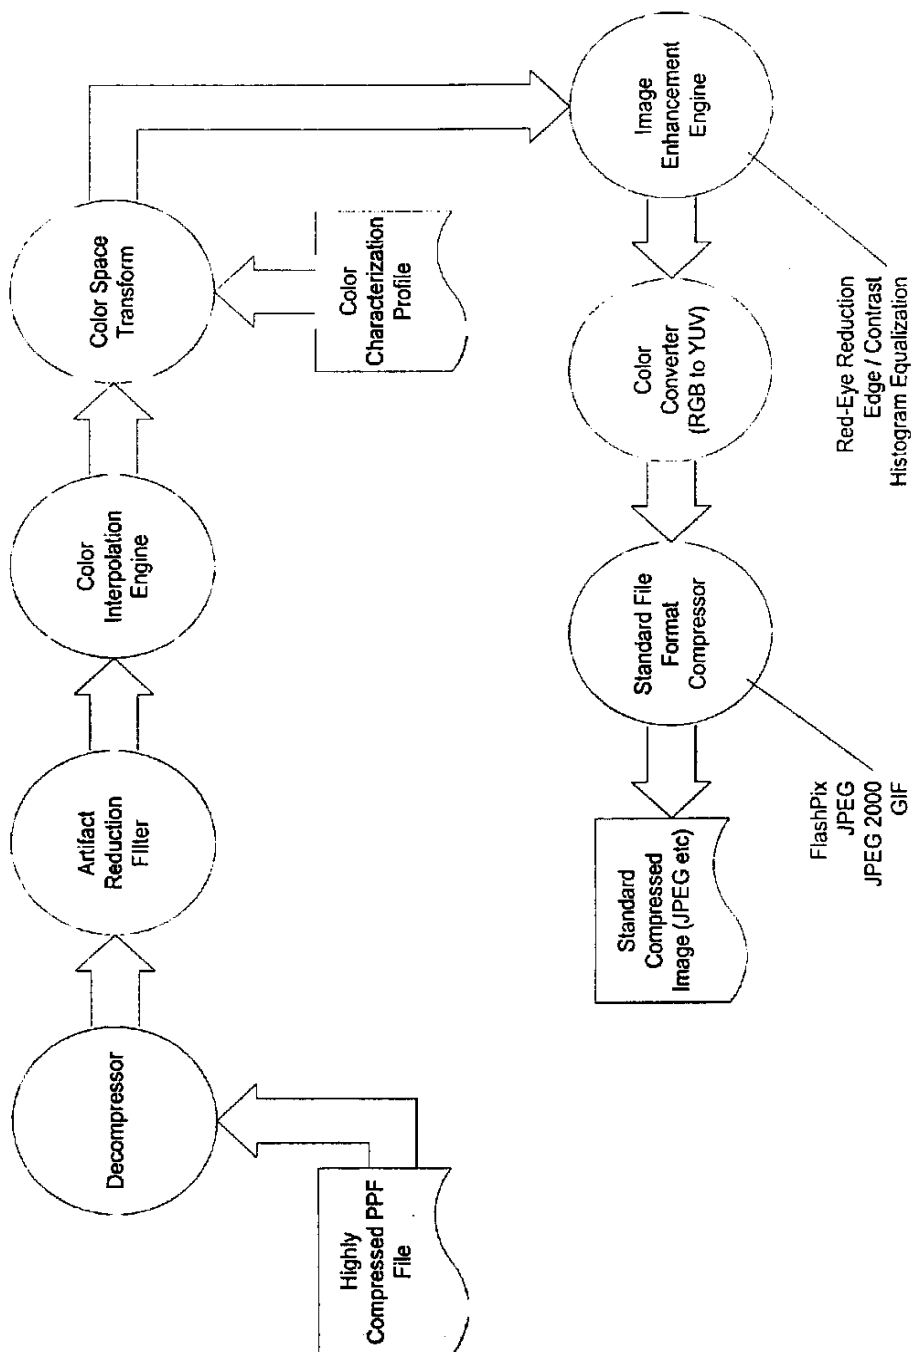 Highly
Compressed PPF
File
Decompressor
Artifact
Reduction
Filter
Color
Interpolation
Engine
Color Space
Transform
Color
Characterization
Profile
Image
Enhancement
Engine
Red-Eye Reduction
Edge / Contrast
Histogram Equalization
Color
Converter
(RGB to YUV)
Standard File
Format
Compressor
FlashPix
JPEG
JPEG 2000
GIF
Standard
Compressed
Image (JPEG etc)